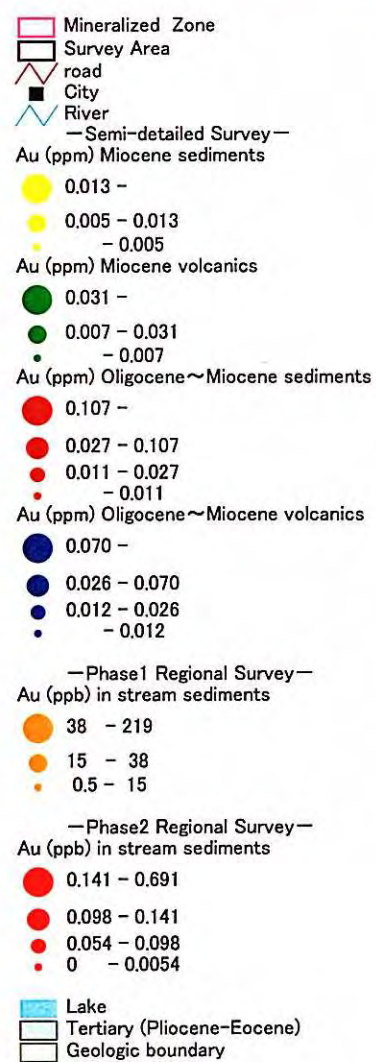 Mineralized Zone
Survey Area
road
City
River
—Semi-detailed Survey—
Au (ppm) Miocene sediments
0.013 -
0.005 - 0.013
- 0.005
Au (ppm) Miocene volcanics
0.031 -
0.007 - 0.031
- 0.007
Au (ppm) Oligocene～Miocene sediments
0.107 -
0.027 - 0.107
0.011 - 0.027
- 0.011
Au (ppm) Oligocene～Miocene volcanics
0.070 -
0.026 - 0.070
0.012 - 0.026
- 0.012
—Phase1 Regional Survey—
Au (ppb) in stream sediments
38 - 219
15 - 38
0.5 - 15
—Phase2 Regional Survey—
Au (ppb) in stream sediments
0.141 - 0.691
0.098 - 0.141
0.054 - 0.098
0 - 0.0054
Lake
Tertiary (Pliocene-Eocene)
Geologic boundary